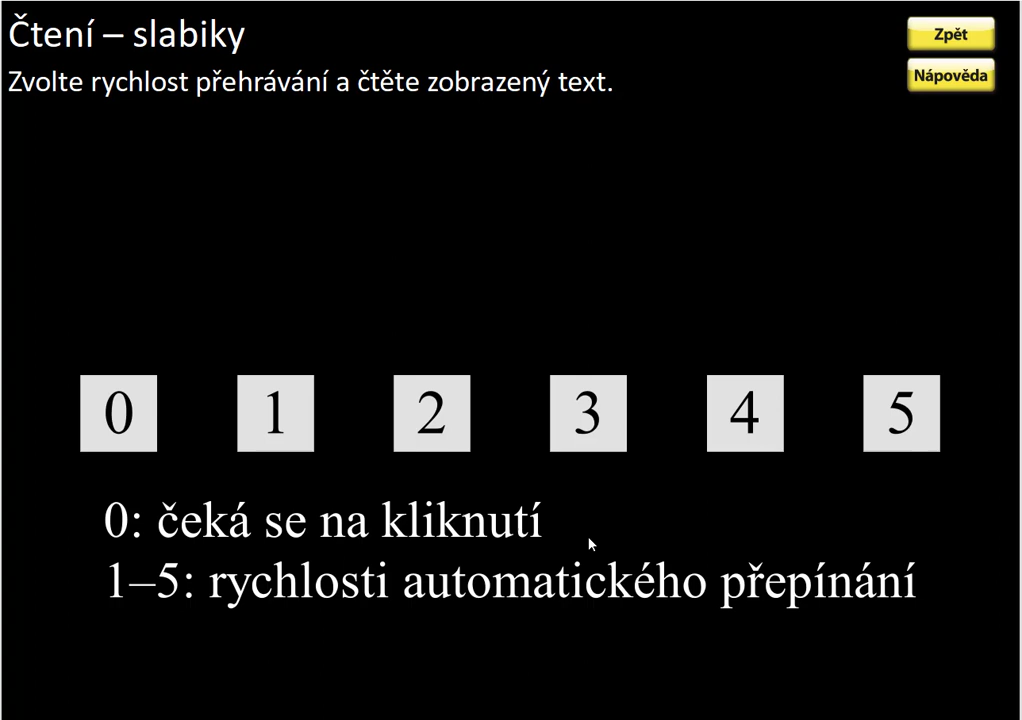 Čtení – slabiky
Zpět
Zvolte rychlost přehrávání a čtěte zobrazený text.
Nápověda
0 1 2 3 4 5
0: čeká se na kliknutí
1–5: rychlosti automatického přepínání